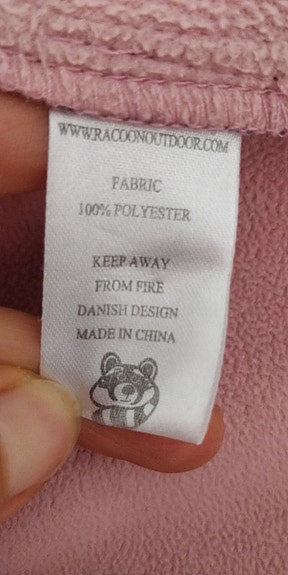 WWW.RACOONOUTDOOR.COM
FABRIC
100% POLYESTER
KEEP AWAY
FROM FIRE
DANISH DESIGN
MADE IN CHINA